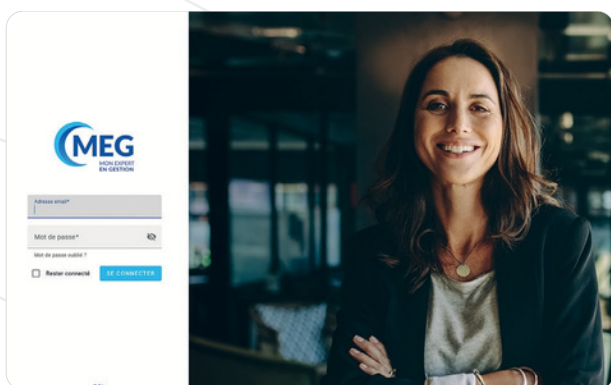 MEG
MON EXPERT
EN GESTION
Adresse email*
Mot de passe*
Mot de passe oublié ?
Rester connecté
SE CONNECTER